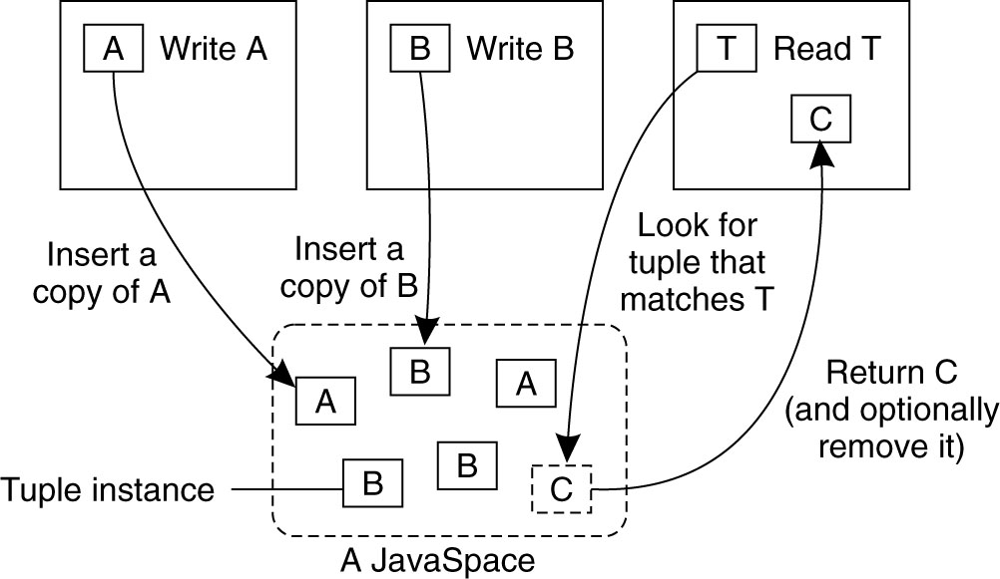 A Write A
B Write B
T Read T
C
Insert a
copy of A
Insert a
copy of B
Look for
tuple that
matches T
B
A
A
Return C
(and optionally
remove it)
B
B
C
Tuple instance
A JavaSpace